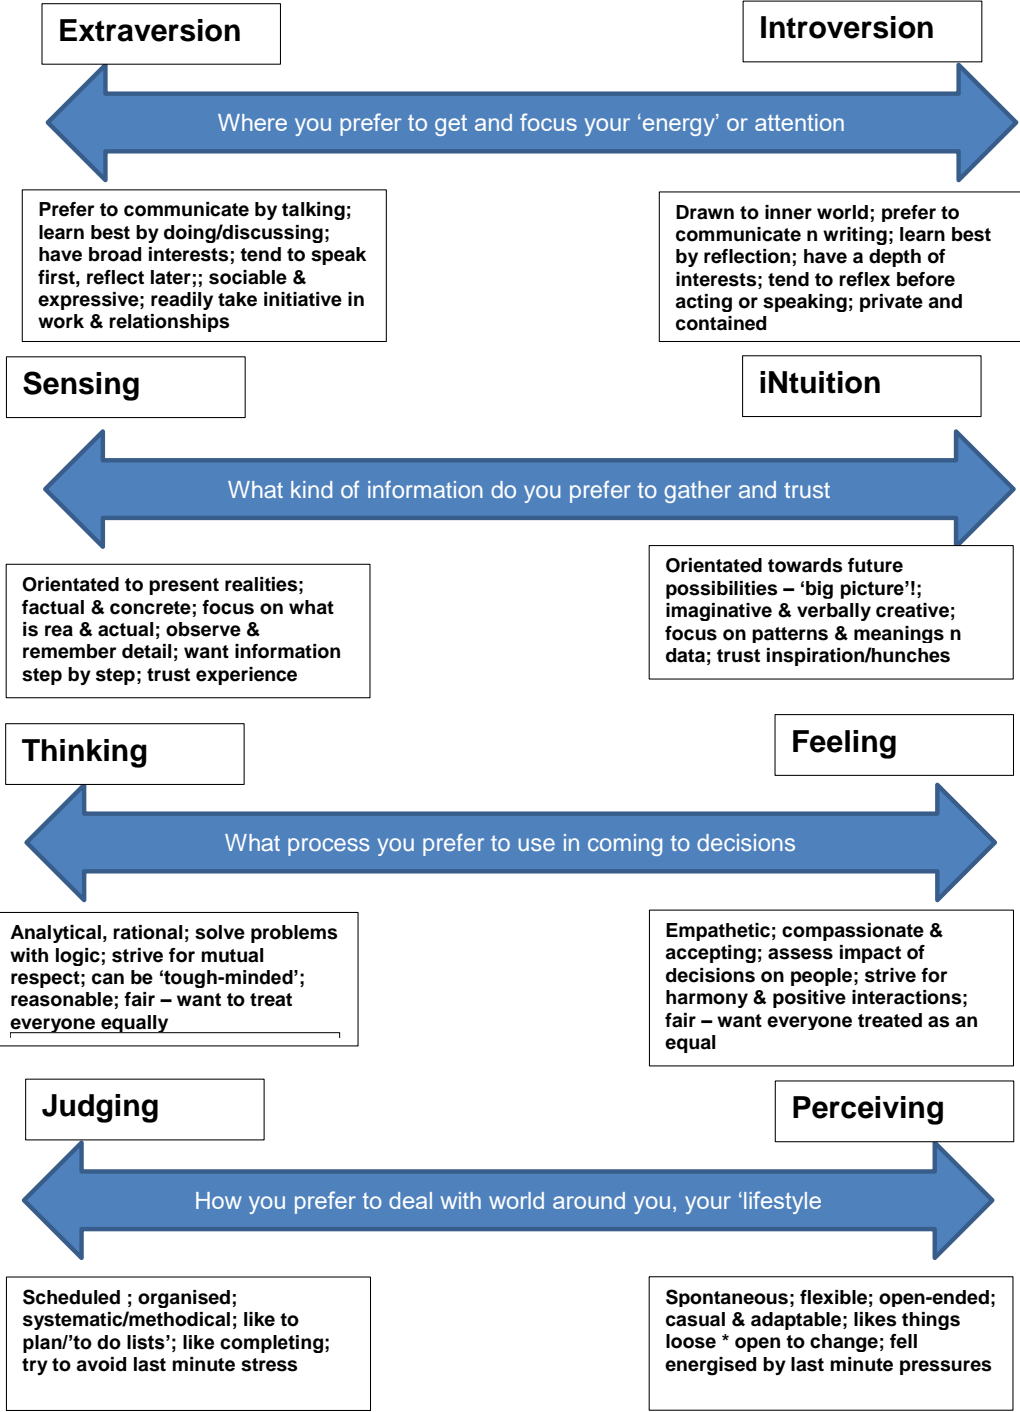 Extraversion
Introversion
Where you prefer to get and focus your ‘energy’ or attention
Prefer to communicate by talking;
learn best by doing/discussing;
have broad interests; tend to speak
first, reflect later;; sociable &
expressive; readily take initiative in
work & relationships
Drawn to inner world; prefer to
communicate n writing; learn best
by reflection; have a depth of
interests; tend to reflex before
acting or speaking; private and
contained
Sensing
iNtuition
What kind of information do you prefer to gather and trust
Orientated to present realities;
factual & concrete; focus on what
is rea & actual; observe &
remember detail; want information
step by step; trust experience
Orientated towards future
possibilities – ‘big picture’!;
imaginative & verbally creative;
focus on patterns & meanings n
data; trust inspiration/hunches
Thinking
Feeling
What process you prefer to use in coming to decisions
Analytical, rational; solve problems
with logic; strive for mutual
respect; can be ‘tough-minded’;
reasonable; fair – want to treat
everyone equally
Empathetic; compassionate &
accepting; assess impact of
decisions on people; strive for
harmony & positive interactions;
fair – want everyone treated as an
equal
Judging
Perceiving
How you prefer to deal with world around you, your ‘lifestyle
Scheduled ; organised;
systematic/methodical; like to
plan/’to do lists’; like completing;
try to avoid last minute stress
Spontaneous; flexible; open-ended;
casual & adaptable; likes things
loose * open to change; fell
energised by last minute pressures